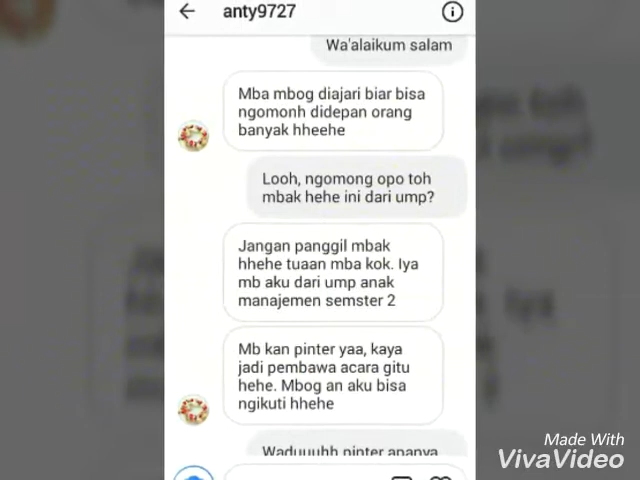 anty9727
Wa'alaikum salam
Mba mbog diajari biar bisa
ngomonh didepan orang
banyak hheehe
Looh, ngomong opo toh
mbak hehe ini dari ump?
Jangan panggil mbak
hhehe tuaan mba kok. Iya
mb aku dari ump anak
manajemen semster 2
Mb kan pinter yaa, kaya
jadi pembawa acara gitu
hehe. Mbog an aku bisa
ngikuti hhehe
Waduuuhh pinter apanya
Made With
VivaVideo